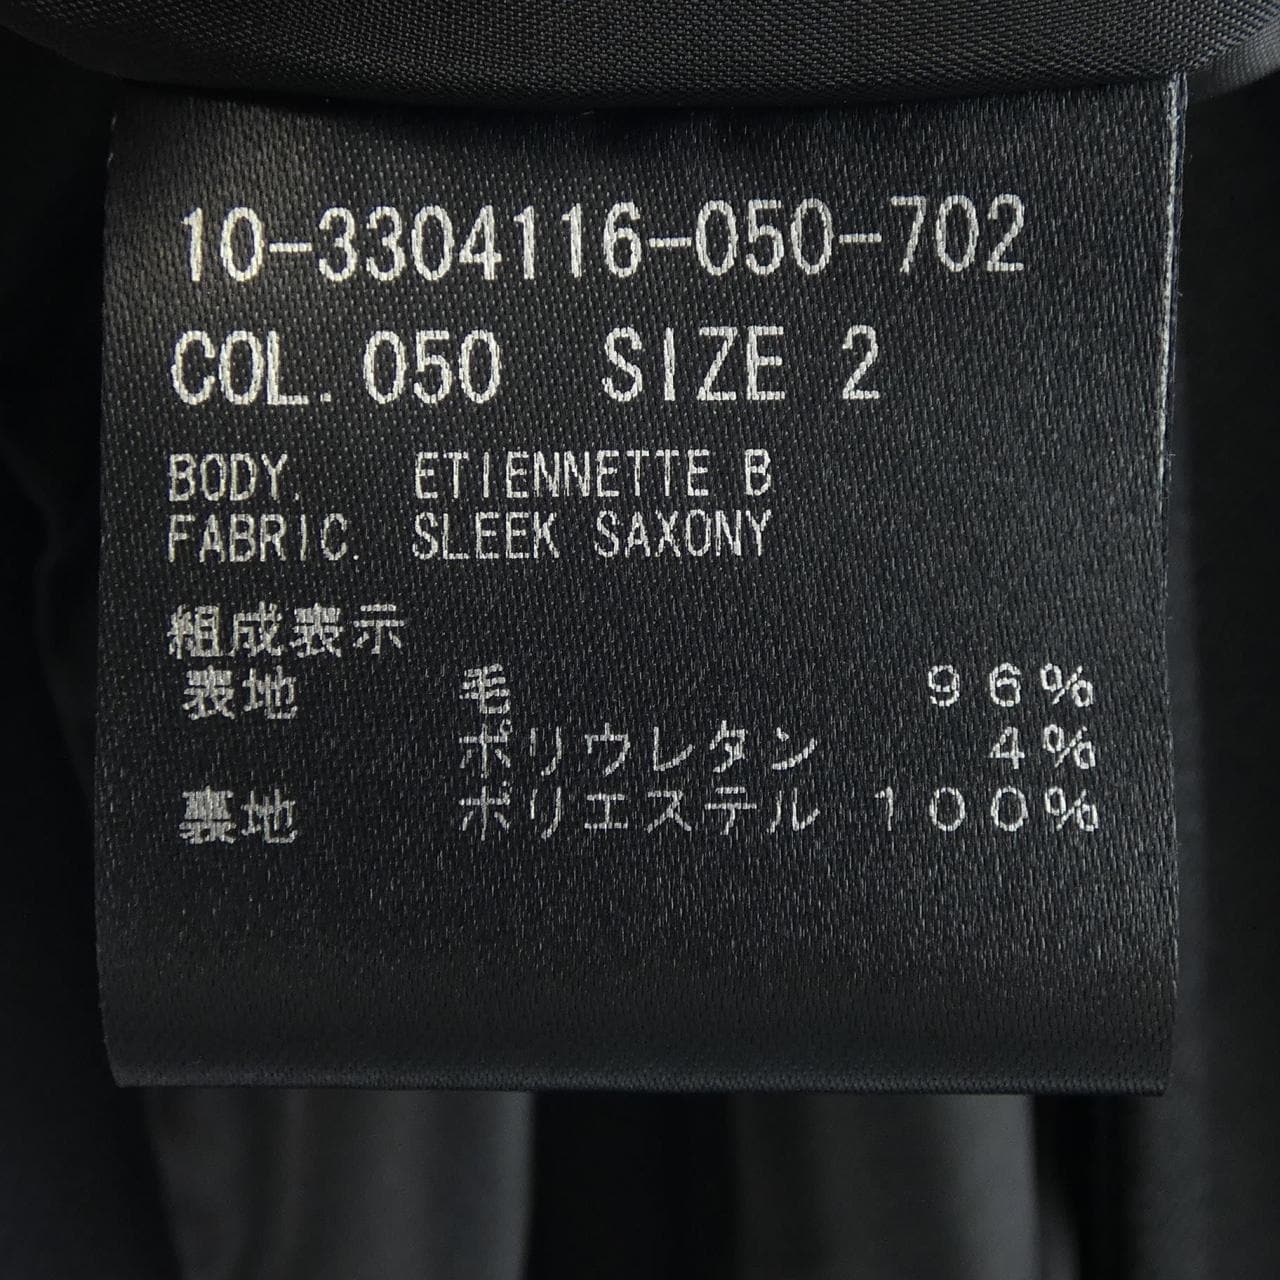 10-3304116-050-702
COL. 050 SIZE 2
BODY. ETIENNETTE B
FABRIC. SLEEK SAXONY
組成表示
表地 毛 96%
ポリウレタン 4%
裏地 ポリエステル 100%